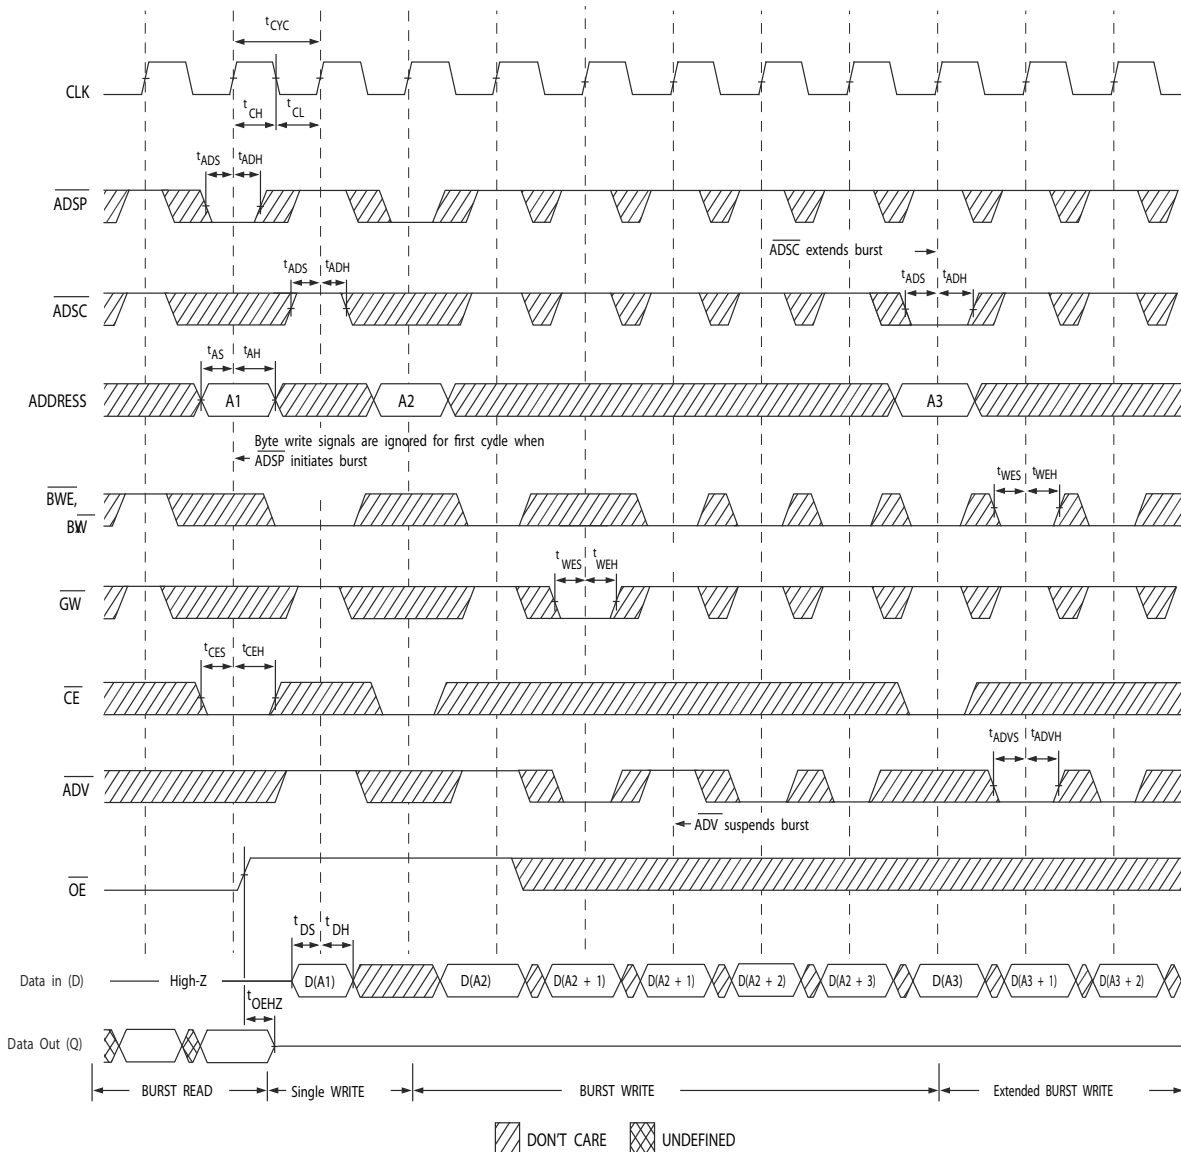 tCYC
CLK
tCH
tCL
tADS
tADH
ADSP
ADSC extends burst
tADS
tADH
tADS
tADH
ADSC
tAS
tAH
ADDRESS
A1
A2
A3
Byte write signals are ignored for first cycle when
ADSP initiates burst
tWES
tWEH
BWE,
tWES
tWEH
GW
tCES
tCEH
CE
tADVS
tADVH
ADV
ADV suspends burst
OE
tDS
tDH
Data in (D)
High-Z
D(A1)
D(A2)
D(A2 + 1)
D(A2 + 1)
D(A2 + 2)
D(A2 + 3)
D(A3)
D(A3 + 1)
D(A3 + 2)
tOEHZ
Data Out (Q)
BURST READ
Single WRITE
BURST WRITE
Extended BURST WRITE
DON'T CARE
UNDEFINED